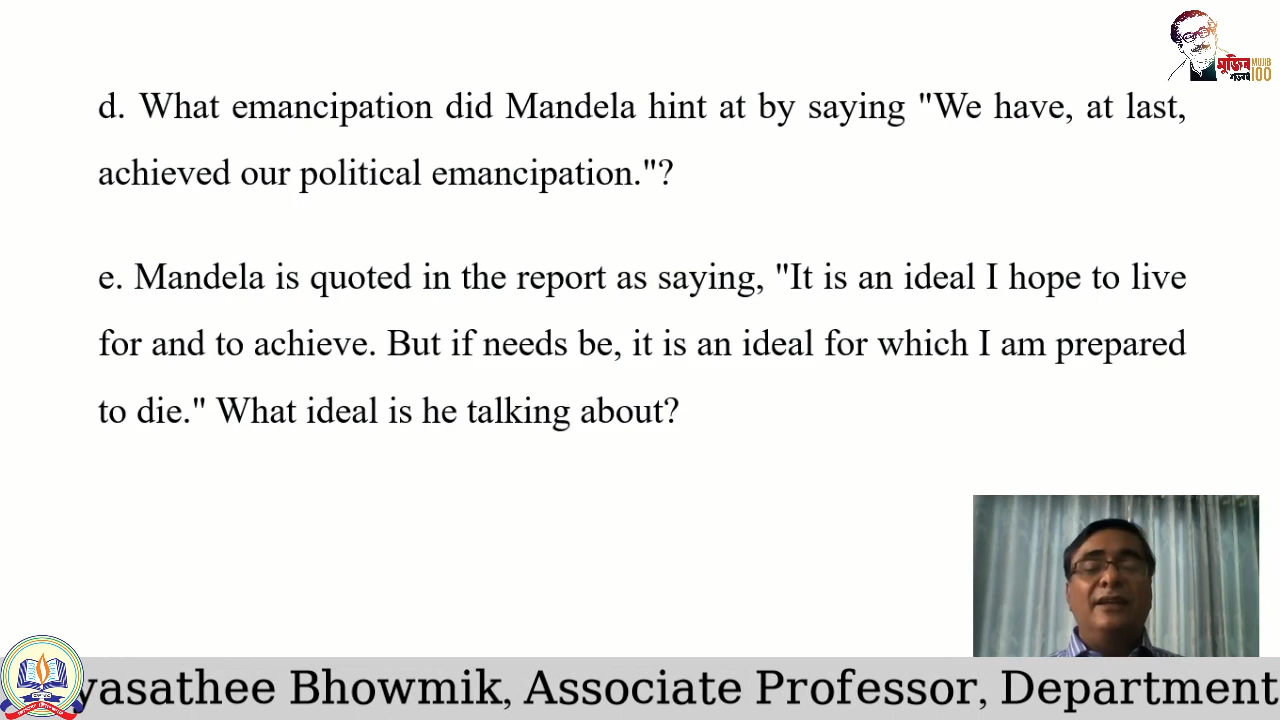 মুজিব MUJIB
শতবর্ষ 100
d. What emancipation did Mandela hint at by saying "We have, at last,
achieved our political emancipation."?
e. Mandela is quoted in the report as saying, "It is an ideal I hope to live
for and to achieve. But if needs be, it is an ideal for which I am prepared
to die." What ideal is he talking about?
yasathee Bhowmik, Associate Professor, Department